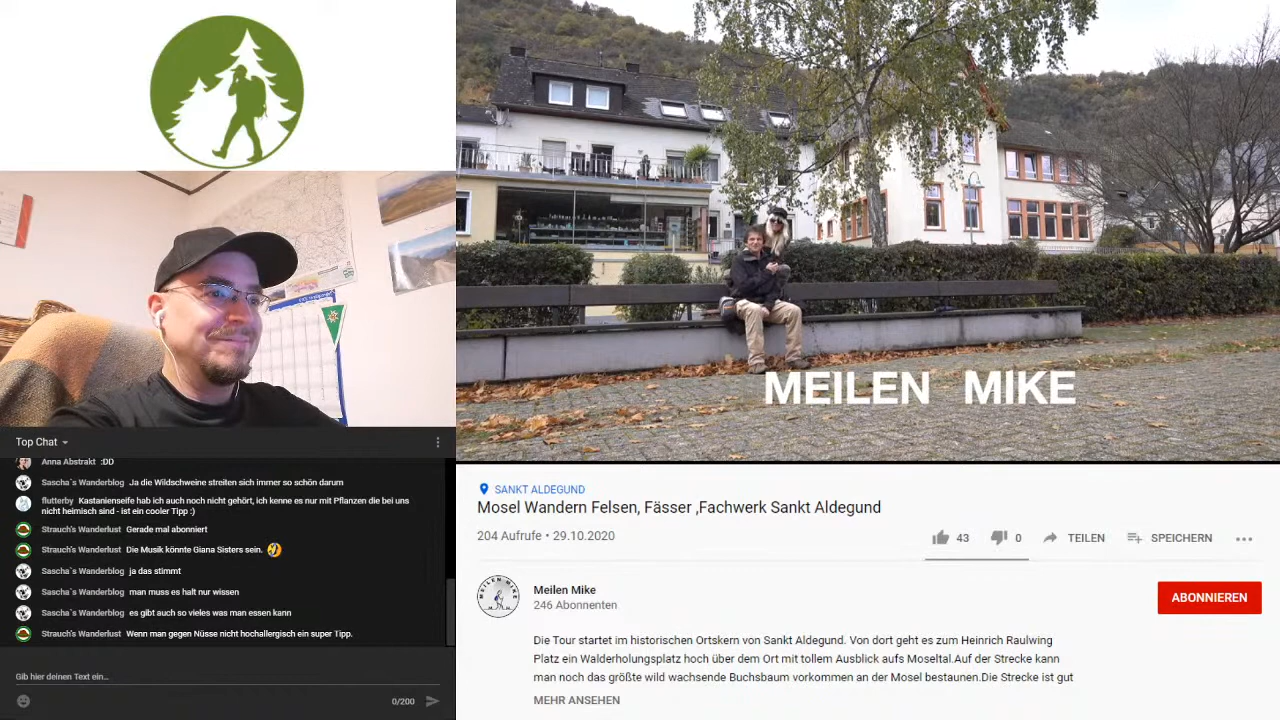 Top Chat
Anna Abstrakt :DD
Sascha`s Wanderblog Ja die Wildschweine streiten sich immer so schön darum
flutterby Kastanienseife hab ich auch noch nicht gehört, ich kenne es nur mit Pflanzen die bei uns
nicht heimisch sind - ist ein cooler Tipp :)
Strauch's Wanderlust Gerade mal abonniert
Strauch's Wanderlust Die Musik könnte Giana Sisters sein.
Sascha`s Wanderblog ja das stimmt
Sascha`s Wanderblog man muss es halt nur wissen
Sascha`s Wanderblog es gibt auch so vieles was man essen kann
Strauch's Wanderlust Wenn man gegen Nüsse nicht hochallergisch ein super Tipp.
Gib hier deinen Text ein...
0/200
MEILEN MIKE
SANKT ALDEGUND
Mosel Wandern Felsen, Fässer ,Fachwerk Sankt Aldegund
204 Aufrufe • 29.10.2020
43 0 TEILEN SPEICHERN
MEILEN MIKE
Meilen Mike
246 Abonnenten
ABONNIEREN
Die Tour startet im historischen Ortskern von Sankt Aldegund. Von dort geht es zum Heinrich Raulwing
Platz ein Walderholungsplatz hoch über dem Ort mit tollem Ausblick aufs Moseltal.Auf der Strecke kann
man noch das größte wild wachsende Buchsbaum vorkommen an der Mosel bestaunen.Die Strecke ist gut
MEHR ANSEHEN